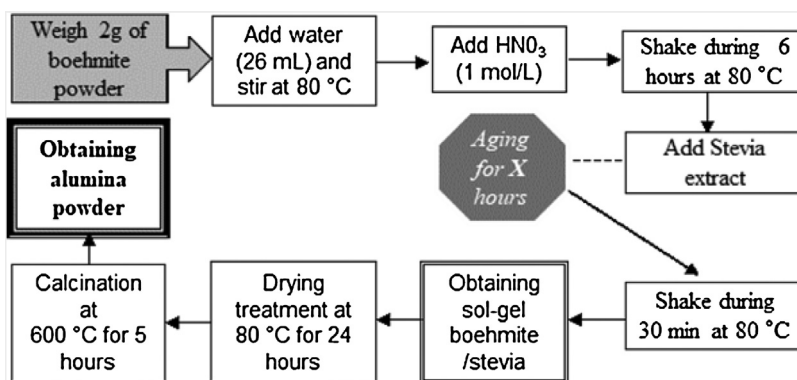 Weigh 2g of
boehmite
powder
Add water
(26 mL) and
stir at 80 °C
Add HN0₃
(1 mol/L)
Shake during 6
hours at 80 °C
Add Stevia
extract
Aging
for X
hours
Shake during
30 min at 80 °C
Obtaining
sol-gel
boehmite
/stevia
Drying
treatment at
80 °C for 24
hours
Calcination
at
600 °C for 5
hours
Obtaining
alumina
powder